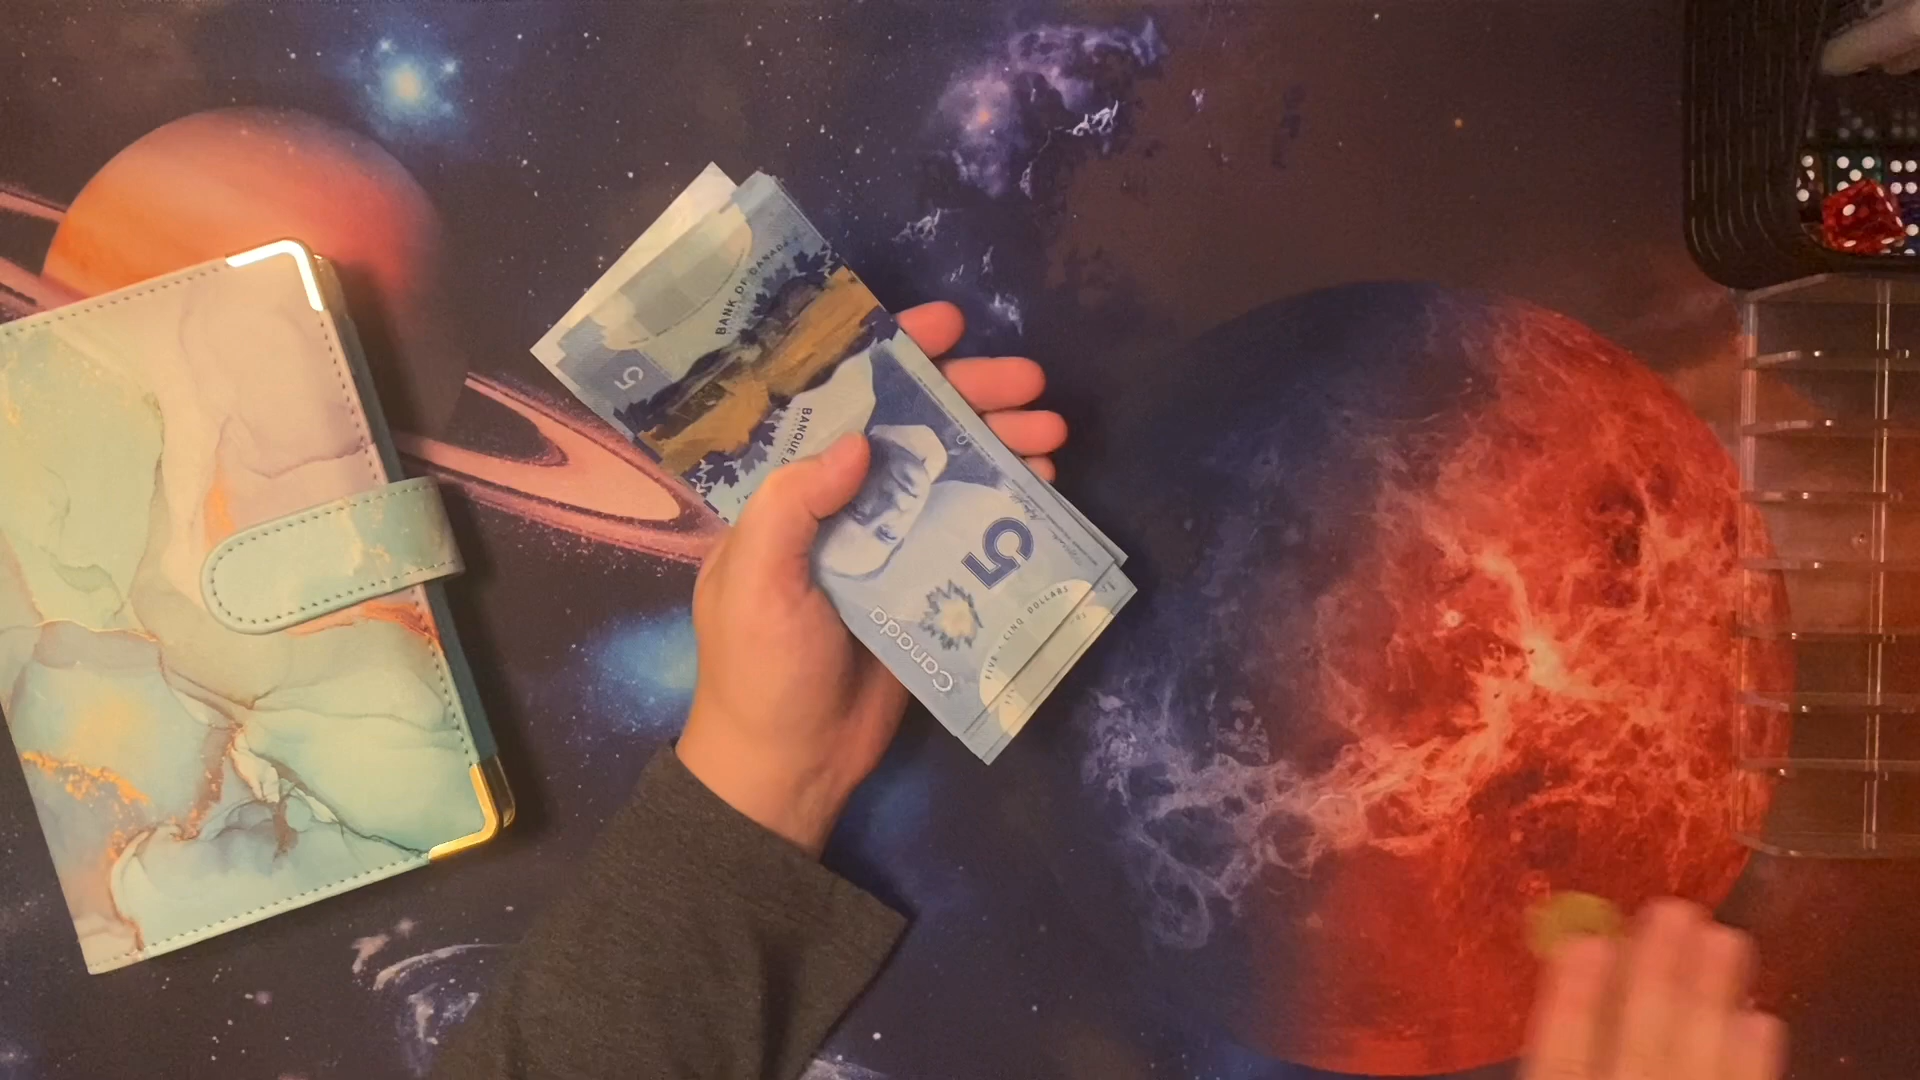 BANK OF CANADA
5
BANQUE D
5
FIVE • CINQ DOLLARS
Canada